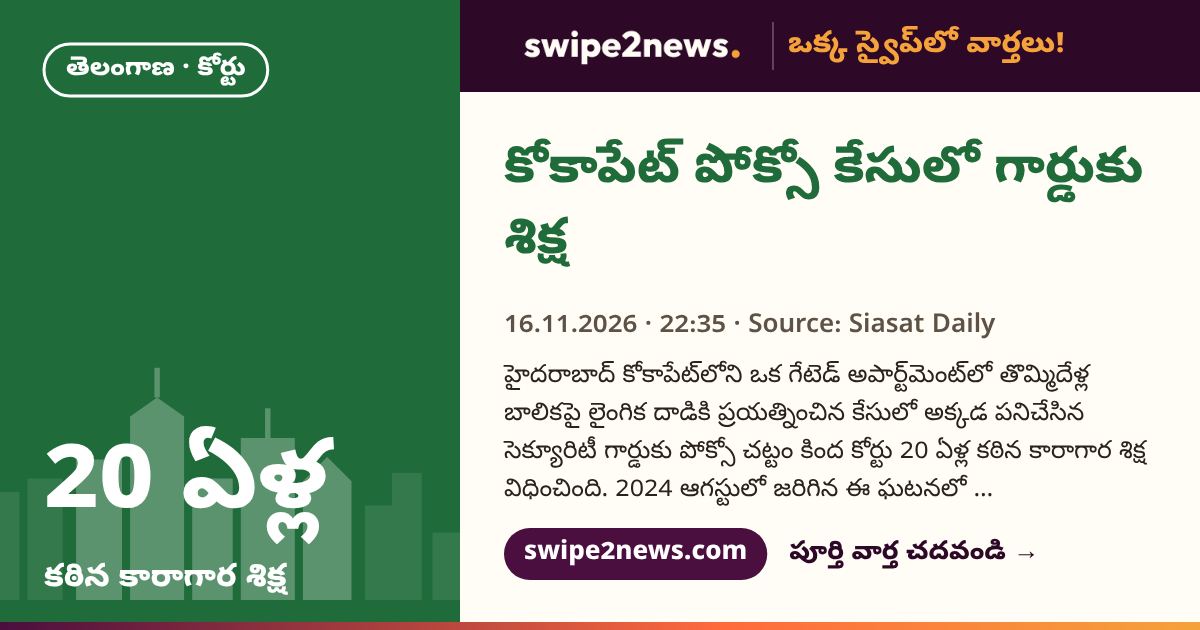 తెలంగాణ · కోర్టు
20 ఏళ్ల
కఠిన కారాగార శిక్ష
swipe2news.
ఒక్క స్వైప్‌లో వార్తలు!
కోకాపేట్ పోక్సో కేసులో గార్డుకు
శిక్ష
16.11.2026 · 22:35 · Source: Siasat Daily
హైదరాబాద్ కోకాపేట్‌లోని ఒక గేటెడ్ అపార్ట్‌మెంట్‌లో తొమ్మిదేళ్ల
బాలికపై లైంగిక దాడికి ప్రయత్నించిన కేసులో అక్కడ పనిచేసిన
సెక్యూరిటీ గార్డుకు పోక్సో చట్టం కింద కోర్టు 20 ఏళ్ల కఠిన కారాగార శిక్ష
విధించింది. 2024 ఆగస్టులో జరిగిన ఈ ఘటనలో ...
swipe2news.com
పూర్తి వార్త చదవండి →